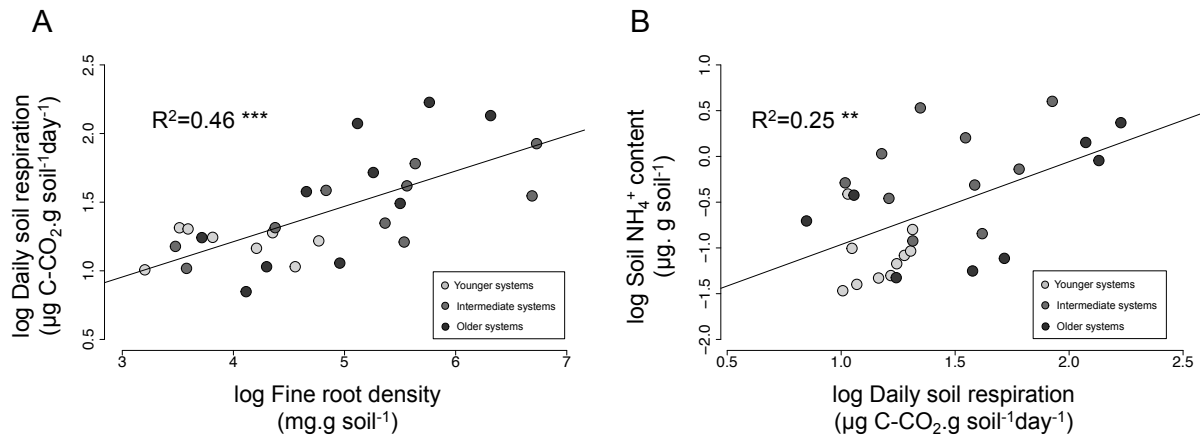 A
log Daily soil respiration
(µg C-CO₂.g soil⁻¹day⁻¹)
2.5
2.0
1.5
1.0
0.5
R²=0.46 ***
Younger systems
Intermediate systems
Older systems
3 4 5 6 7
log Fine root density
(mg.g soil⁻¹)
B
log Soil NH₄⁺ content
(µg. g soil⁻¹)
1.0
0.5
0.0
−0.5
−1.0
−1.5
−2.0
R²=0.25 **
Younger systems
Intermediate systems
Older systems
0.5 1.0 1.5 2.0 2.5
log Daily soil respiration
(µg C-CO₂.g soil⁻¹day⁻¹)